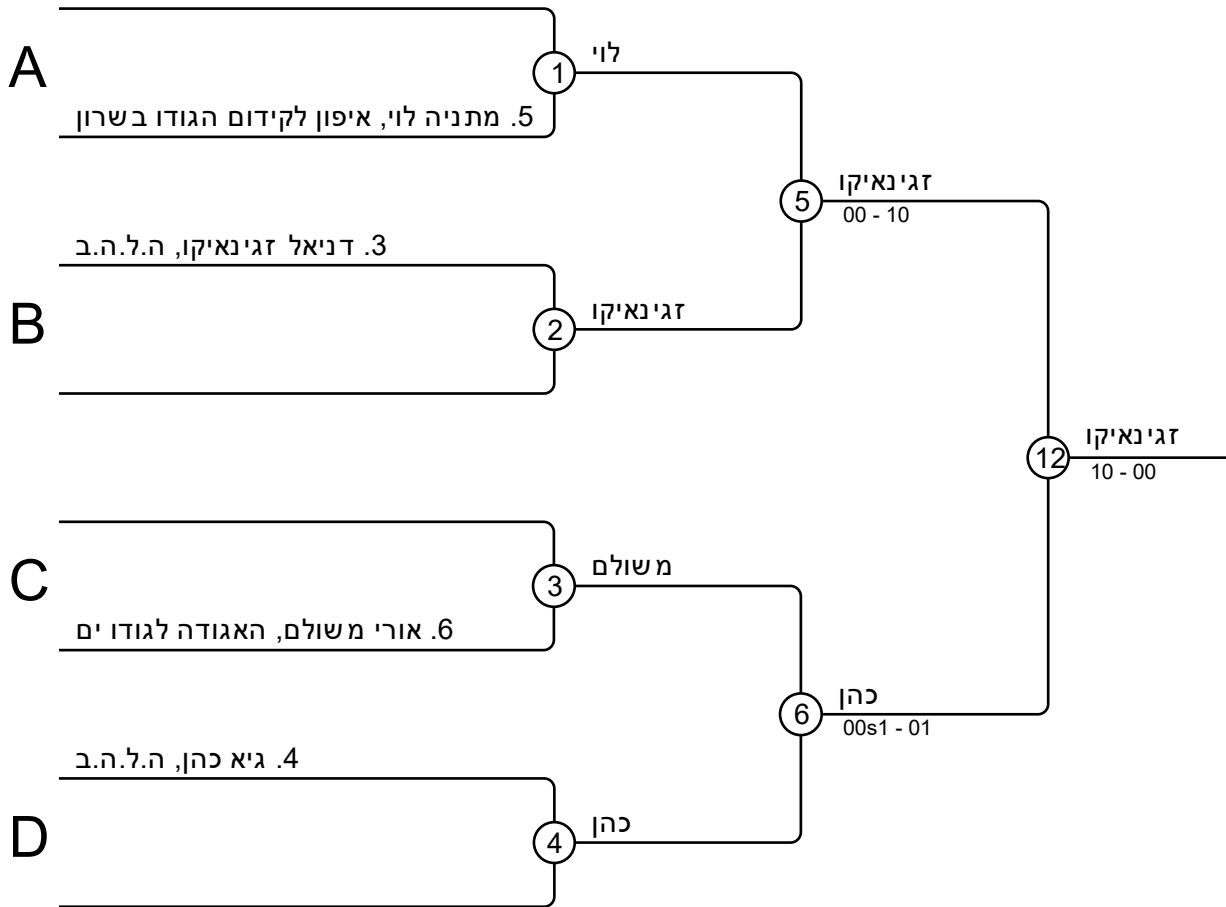 A
1
לוי
5. מתניה לוי, איפון לקידום הגודו בשרון
5
זגינאיקו
00 - 10
3. דניאל זגינאיקו, ה.ל.ה.ב
B
2
זגינאיקו
12
זגינאיקו
10 - 00
C
3
משולם
6. אורי משולם, האגודה לגודו ים
6
כהן
00s1 - 01
4. גיא כהן, ה.ל.ה.ב
D
4
כהן